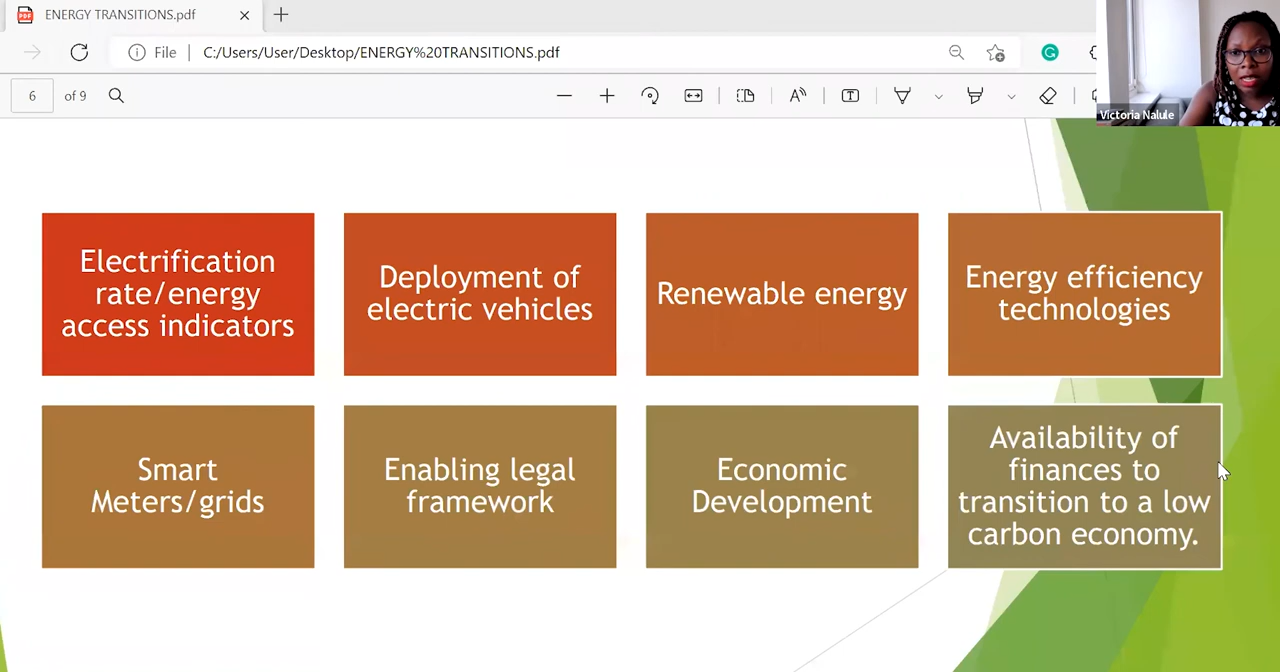 ENERGY TRANSITIONS.pdf
File
C:/Users/User/Desktop/ENERGY%20TRANSITIONS.pdf
6 of 9
Victoria Nalule
Electrification
rate/energy
access indicators
Deployment of
electric vehicles
Renewable energy
Energy efficiency
technologies
Smart
Meters/grids
Enabling legal
framework
Economic
Development
Availability of
finances to
transition to a low
carbon economy.